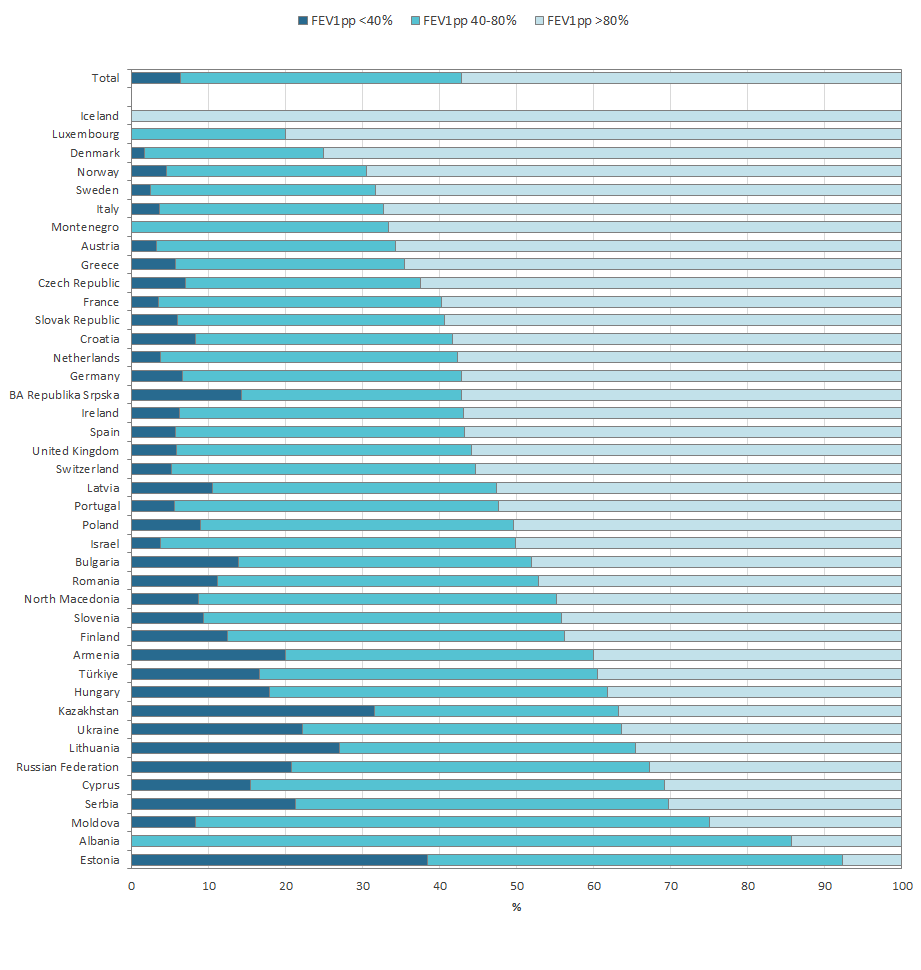 FEV1pp <40% FEV1pp 40-80% FEV1pp >80%
Total
Iceland
Luxembourg
Denmark
Norway
Sweden
Italy
Montenegro
Austria
Greece
Czech Republic
France
Slovak Republic
Croatia
Netherlands
Germany
BA Republika Srpska
Ireland
Spain
United Kingdom
Switzerland
Latvia
Portugal
Poland
Israel
Bulgaria
Romania
North Macedonia
Slovenia
Finland
Armenia
Türkiye
Hungary
Kazakhstan
Ukraine
Lithuania
Russian Federation
Cyprus
Serbia
Moldova
Albania
Estonia
0 10 20 30 40 50 60 70 80 90 100
%